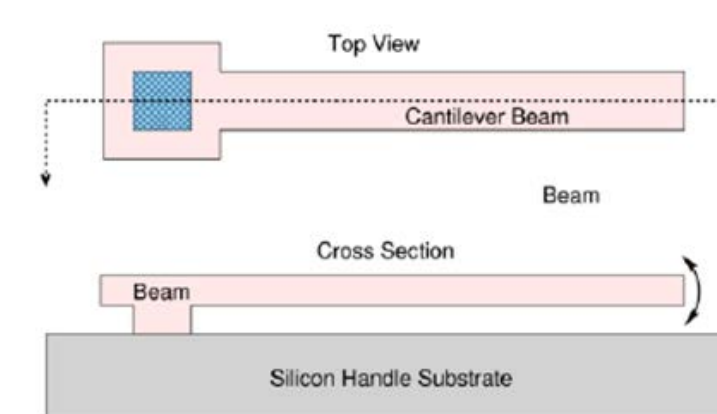 Top View
Cantilever Beam
Beam
Cross Section
Beam
Silicon Handle Substrate